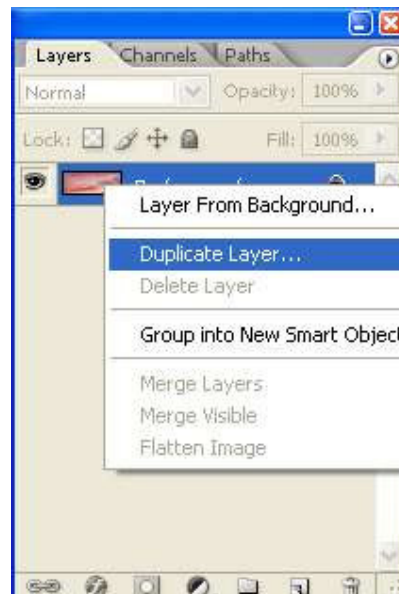 Layers Channels Paths
Normal Opacity: 100%
Lock: Fill: 100%
Layer From Background...
Duplicate Layer...
Delete Layer
Group into New Smart Object
Merge Layers
Merge Visible
Flatten Image